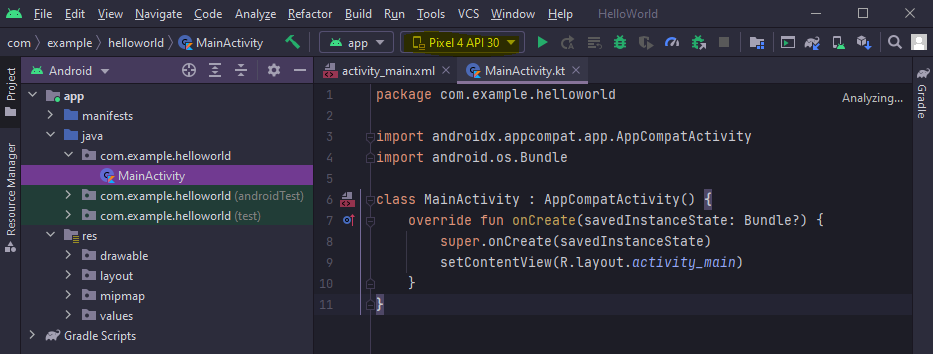 File Edit View Navigate Code Analyze Refactor Build Run Tools VCS Window Help HelloWorld
com example helloworld MainActivity app Pixel 4 API 30
Project
Resource Manager
Android
app
manifests
java
com.example.helloworld
MainActivity
com.example.helloworld (androidTest)
com.example.helloworld (test)
res
drawable
layout
mipmap
values
Gradle Scripts
activity_main.xml MainActivity.kt
Analyzing...
1 package com.example.helloworld
2
3 import androidx.appcompat.app.AppCompatActivity
4 import android.os.Bundle
5
6 class MainActivity : AppCompatActivity() {
7 override fun onCreate(savedInstanceState: Bundle?) {
8 super.onCreate(savedInstanceState)
9 setContentView(R.layout.activity_main)
10 }
11 }
Gradle